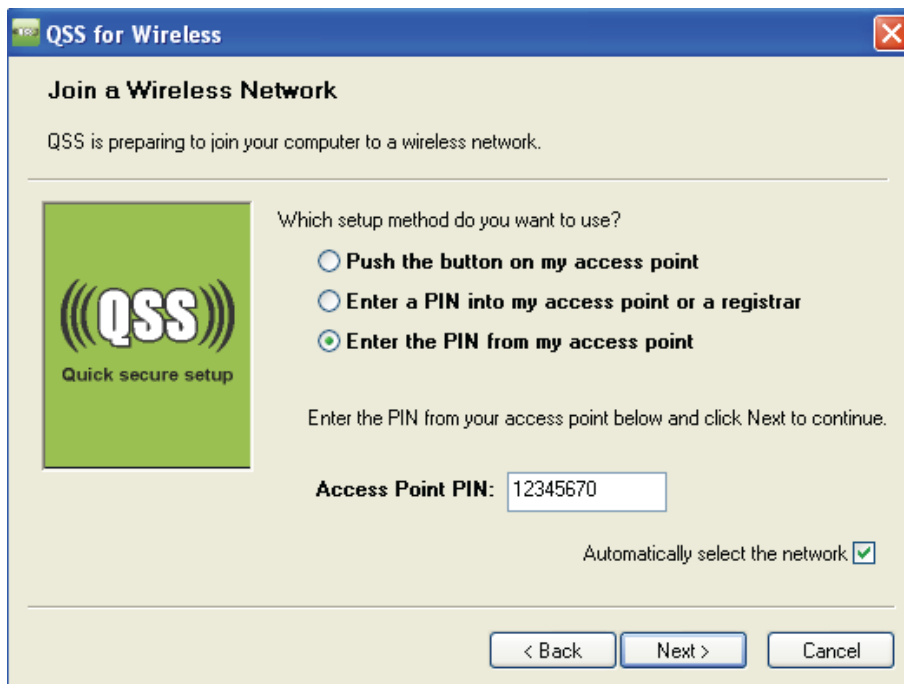 QSS for Wireless
Join a Wireless Network
QSS is preparing to join your computer to a wireless network.
Which setup method do you want to use?
Push the button on my access point
Enter a PIN into my access point or a registrar
Enter the PIN from my access point
QSS
Quick secure setup
Enter the PIN from your access point below and click Next to continue.
Access Point PIN: 12345670
Automatically select the network
< Back Next > Cancel